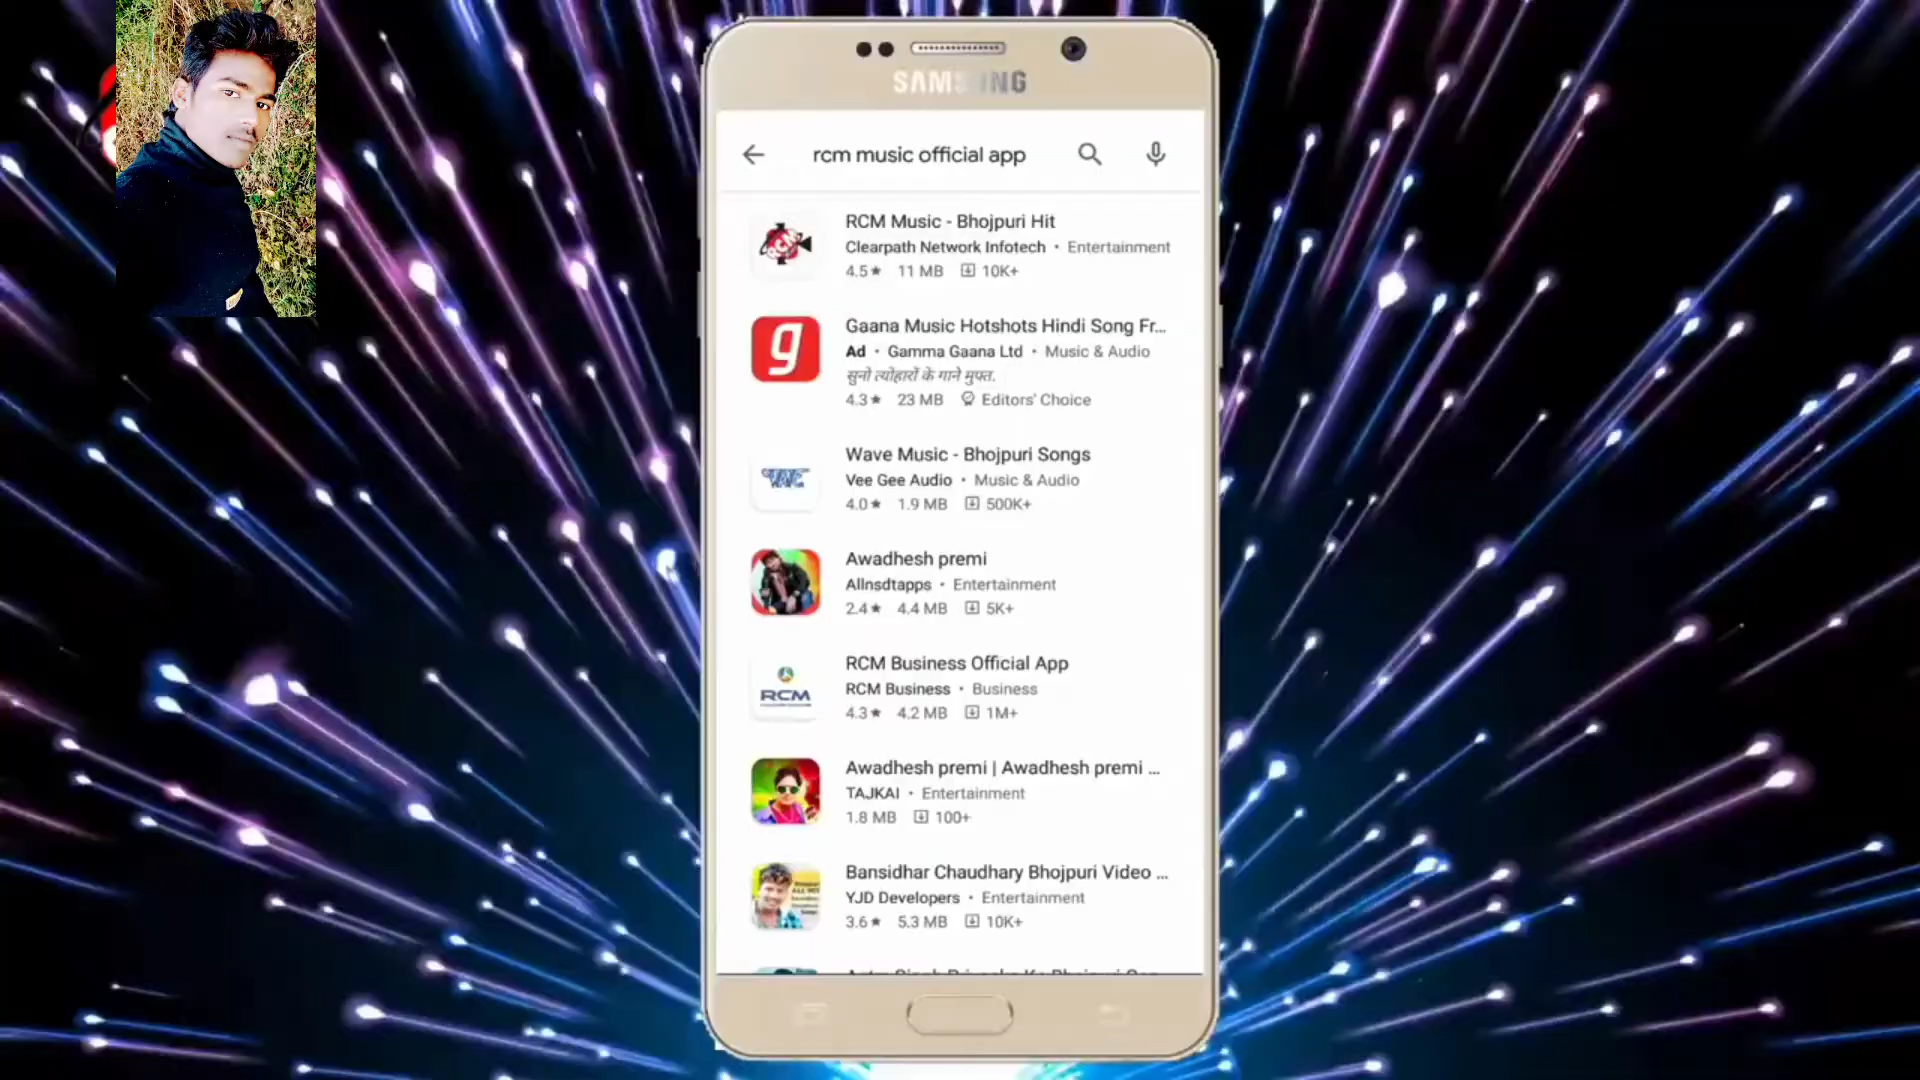 SAMSUNG
rcm music official app
RCM Music - Bhojpuri Hit
Clearpath Network Infotech • Entertainment
4.5★ 11 MB 10K+
Gaana Music Hotshots Hindi Song Fr...
Ad • Gamma Gaana Ltd • Music & Audio
सुनो त्योहारों के गाने मुफ्त.
4.3★ 23 MB Editors' Choice
Wave Music - Bhojpuri Songs
Vee Gee Audio • Music & Audio
4.0★ 1.9 MB 500K+
Awadhesh premi
Allnsdtapps • Entertainment
2.4★ 4.4 MB 5K+
RCM Business Official App
RCM Business • Business
4.3★ 4.2 MB 1M+
RCM
Awadhesh premi | Awadhesh premi ...
TAJKAI • Entertainment
1.8 MB 100+
Bansidhar Chaudhary Bhojpuri Video ...
YJD Developers • Entertainment
3.6★ 5.3 MB 10K+